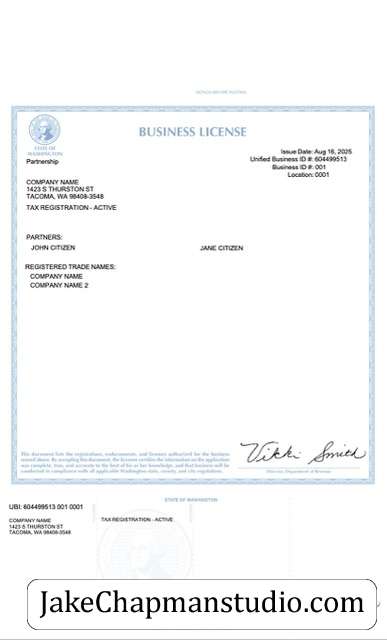 DETACH BEFORE POSTING
BUSINESS LICENSE
STATE OF
WASHINGTON
Partnership
Issue Date: Aug 16, 2025
Unified Business ID #: 604499513
Business ID #: 001
Location: 0001
COMPANY NAME
1423 S THURSTON ST
TACOMA, WA 98408-3548
TAX REGISTRATION - ACTIVE
PARTNERS:
JOHN CITIZEN
JANE CITIZEN
REGISTERED TRADE NAMES:
COMPANY NAME
COMPANY NAME 2
This document lists the registrations, endorsements, and licenses authorized for the business
named above. By accepting this document, the licensee certifies the information on the application
was complete, true, and accurate to the best of his or her knowledge, and that business will be
conducted in compliance with all applicable Washington state, county, and city regulations.
Vikki Smith
Director, Department of Revenue
STATE OF WASHINGTON
UBI: 604499513 001 0001
COMPANY NAME
1423 S THURSTON ST
TACOMA, WA 98408-3548
TAX REGISTRATION - ACTIVE
JakeChapmanstudio.com